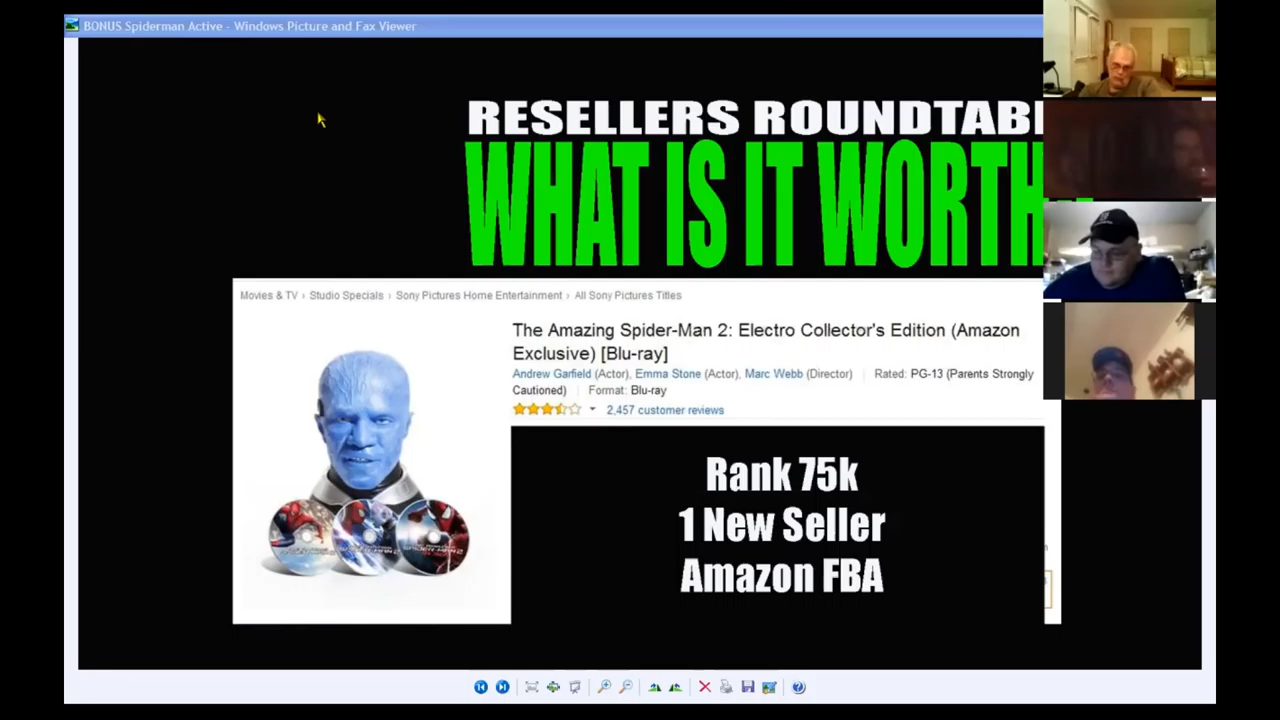 BONUS Spiderman Active - Windows Picture and Fax Viewer
RESELLERS ROUNDTAB
WHAT IS IT WORTH
Movies & TV › Studio Specials › Sony Pictures Home Entertainment › All Sony Pictures Titles
The Amazing Spider-Man 2: Electro Collector's Edition (Amazon
Exclusive) [Blu-ray]
Andrew Garfield (Actor), Emma Stone (Actor), Marc Webb (Director) | Rated: PG-13 (Parents Strongly
Cautioned) | Format: Blu-ray
2,457 customer reviews
Rank 75k
1 New Seller
Amazon FBA